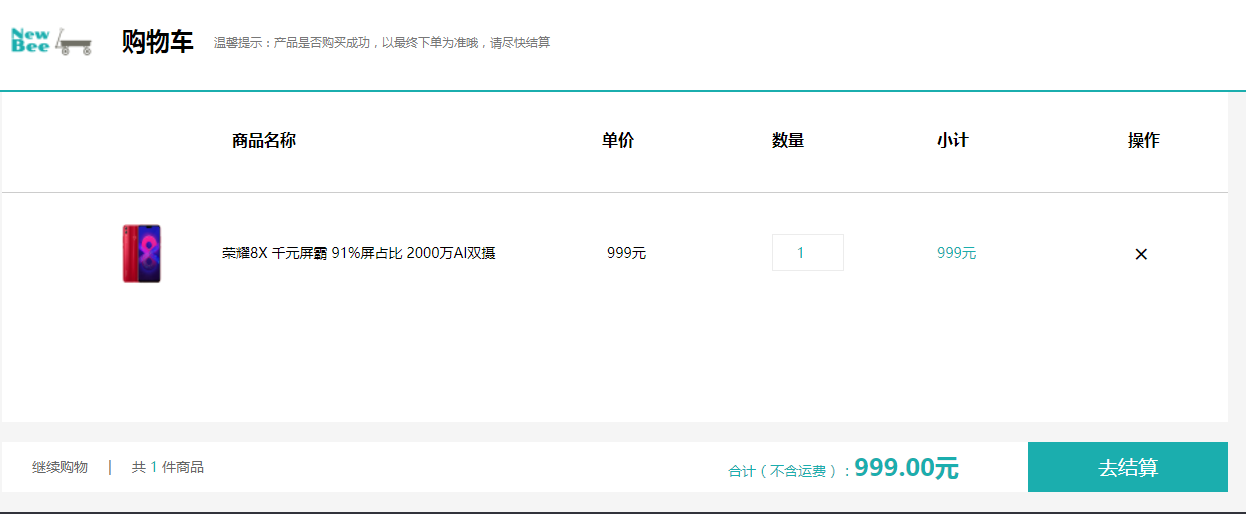 New Bee 购物车 温馨提示：产品是否购买成功，以最终下单为准哦，请尽快结算
商品名称 单价 数量 小计 操作
荣耀8X 千元屏霸 91%屏占比 2000万AI双摄 999元 1 999元 ×
继续购物 | 共 1 件商品 合计（不含运费）：999.00元 去结算